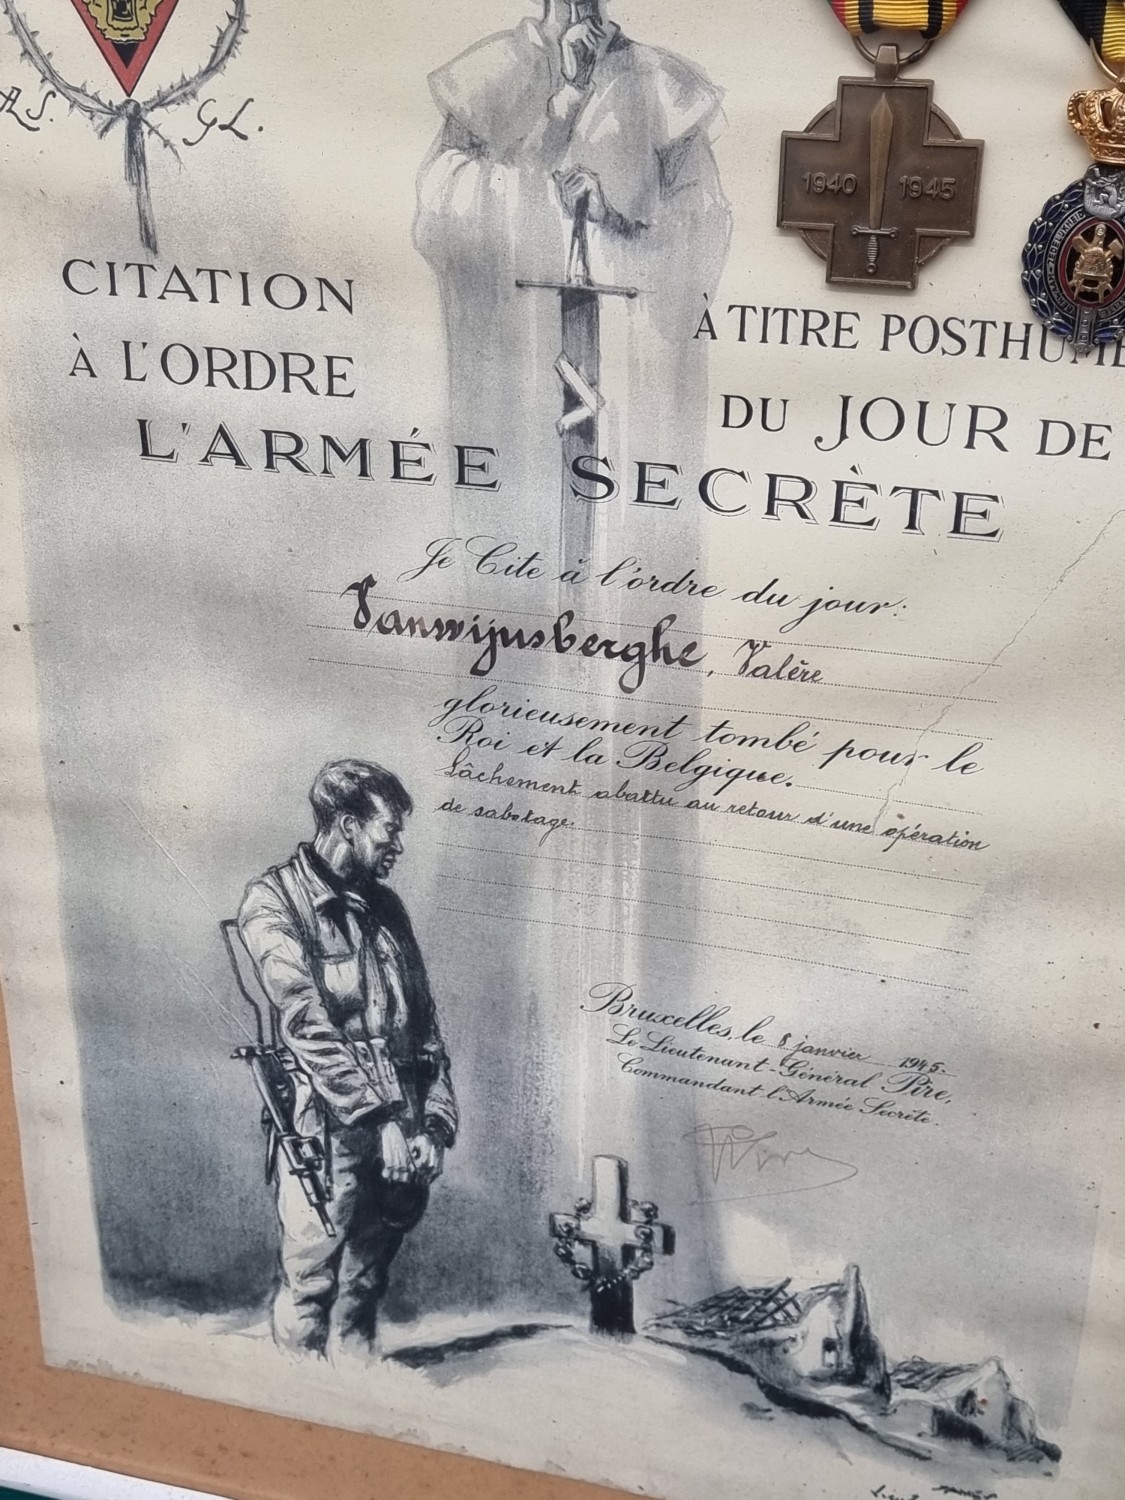 AS. GL.
1940 1945
CITATION À TITRE POSTHUME
À L'ORDRE DU JOUR DE
L'ARMÉE SECRÈTE
Je Cite à l'ordre du jour:
Vanwijnsberghe, Valère
glorieusement tombé pour le
Roi et la Belgique.
Lâchement abattu au retour d'une opération
de sabotage.
Bruxelles, le 8 janvier 1945.
Le Lieutenant-Général Pire,
Commandant l'Armée Secrète.